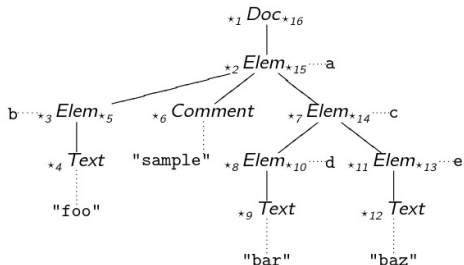 *1 Doc*16
*2 Elem*15 a
b *3 Elem*5 *6 Comment *7 Elem*14 c
*4 Text "sample" *8 Elem*10 d *11 Elem*13 e
"foo" *9 Text *12 Text
"bar" "baz"